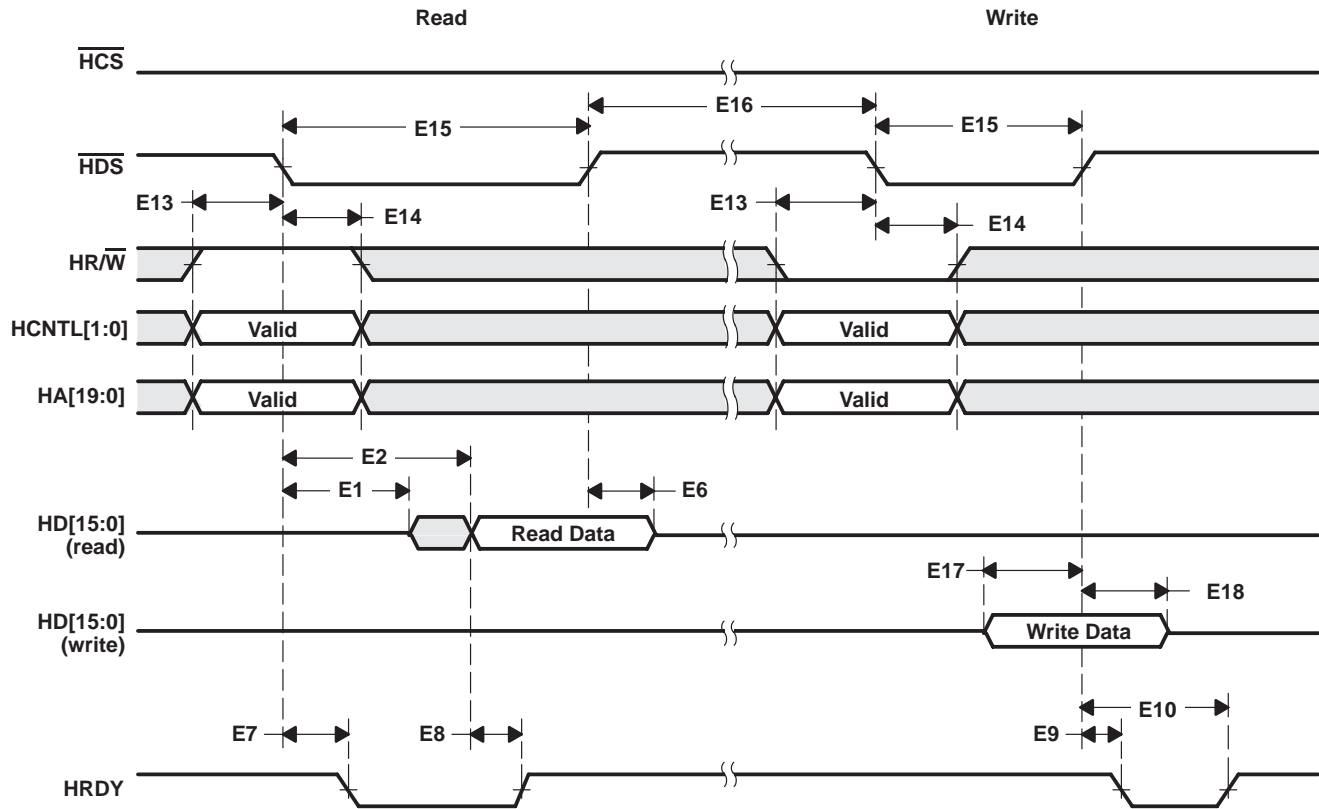 Read Write
HCS
E16
E15 E15
HDS
E13 E14 E13 E14
HR/W
HCNTL[1:0] Valid Valid
HA[19:0] Valid Valid
E2
E1 E6
HD[15:0] Read Data
(read)
E17 E18
HD[15:0] Write Data
(write)
E10
E7 E8 E9
HRDY